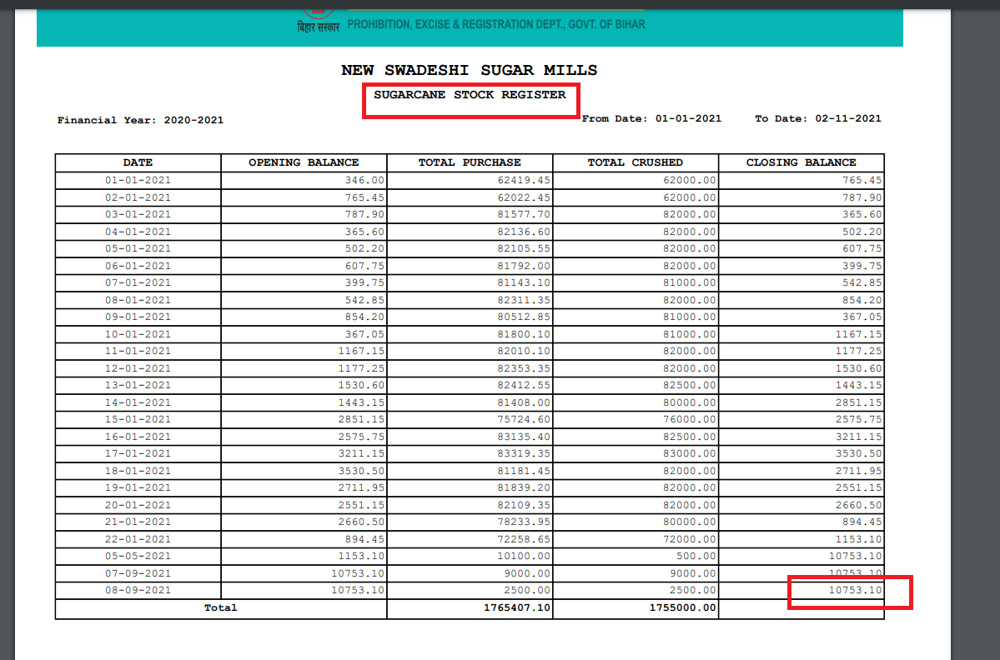 बिहार सरकार PROHIBITION, EXCISE & REGISTRATION DEPT., GOVT. OF BIHAR
NEW SWADESHI SUGAR MILLS
SUGARCANE STOCK REGISTER
Financial Year: 2020-2021 From Date: 01-01-2021 To Date: 02-11-2021
DATE OPENING BALANCE TOTAL PURCHASE TOTAL CRUSHED CLOSING BALANCE
01-01-2021 346.00 62419.45 62000.00 765.45
02-01-2021 765.45 62022.45 62000.00 787.90
03-01-2021 787.90 81577.70 82000.00 365.60
04-01-2021 365.60 82136.60 82000.00 502.20
05-01-2021 502.20 82105.55 82000.00 607.75
06-01-2021 607.75 81792.00 82000.00 399.75
07-01-2021 399.75 81143.10 81000.00 542.85
08-01-2021 542.85 82311.35 82000.00 854.20
09-01-2021 854.20 80512.85 81000.00 367.05
10-01-2021 367.05 81800.10 81000.00 1167.15
11-01-2021 1167.15 82010.10 82000.00 1177.25
12-01-2021 1177.25 82353.35 82000.00 1530.60
13-01-2021 1530.60 82412.55 82500.00 1443.15
14-01-2021 1443.15 81408.00 80000.00 2851.15
15-01-2021 2851.15 75724.60 76000.00 2575.75
16-01-2021 2575.75 83135.40 82500.00 3211.15
17-01-2021 3211.15 83319.35 83000.00 3530.50
18-01-2021 3530.50 81181.45 82000.00 2711.95
19-01-2021 2711.95 81839.20 82000.00 2551.15
20-01-2021 2551.15 82109.35 82000.00 2660.50
21-01-2021 2660.50 78233.95 80000.00 894.45
22-01-2021 894.45 72258.65 72000.00 1153.10
05-05-2021 1153.10 10100.00 500.00 10753.10
07-09-2021 10753.10 9000.00 9000.00 10753.10
08-09-2021 10753.10 2500.00 2500.00 10753.10
Total 1765407.10 1755000.00